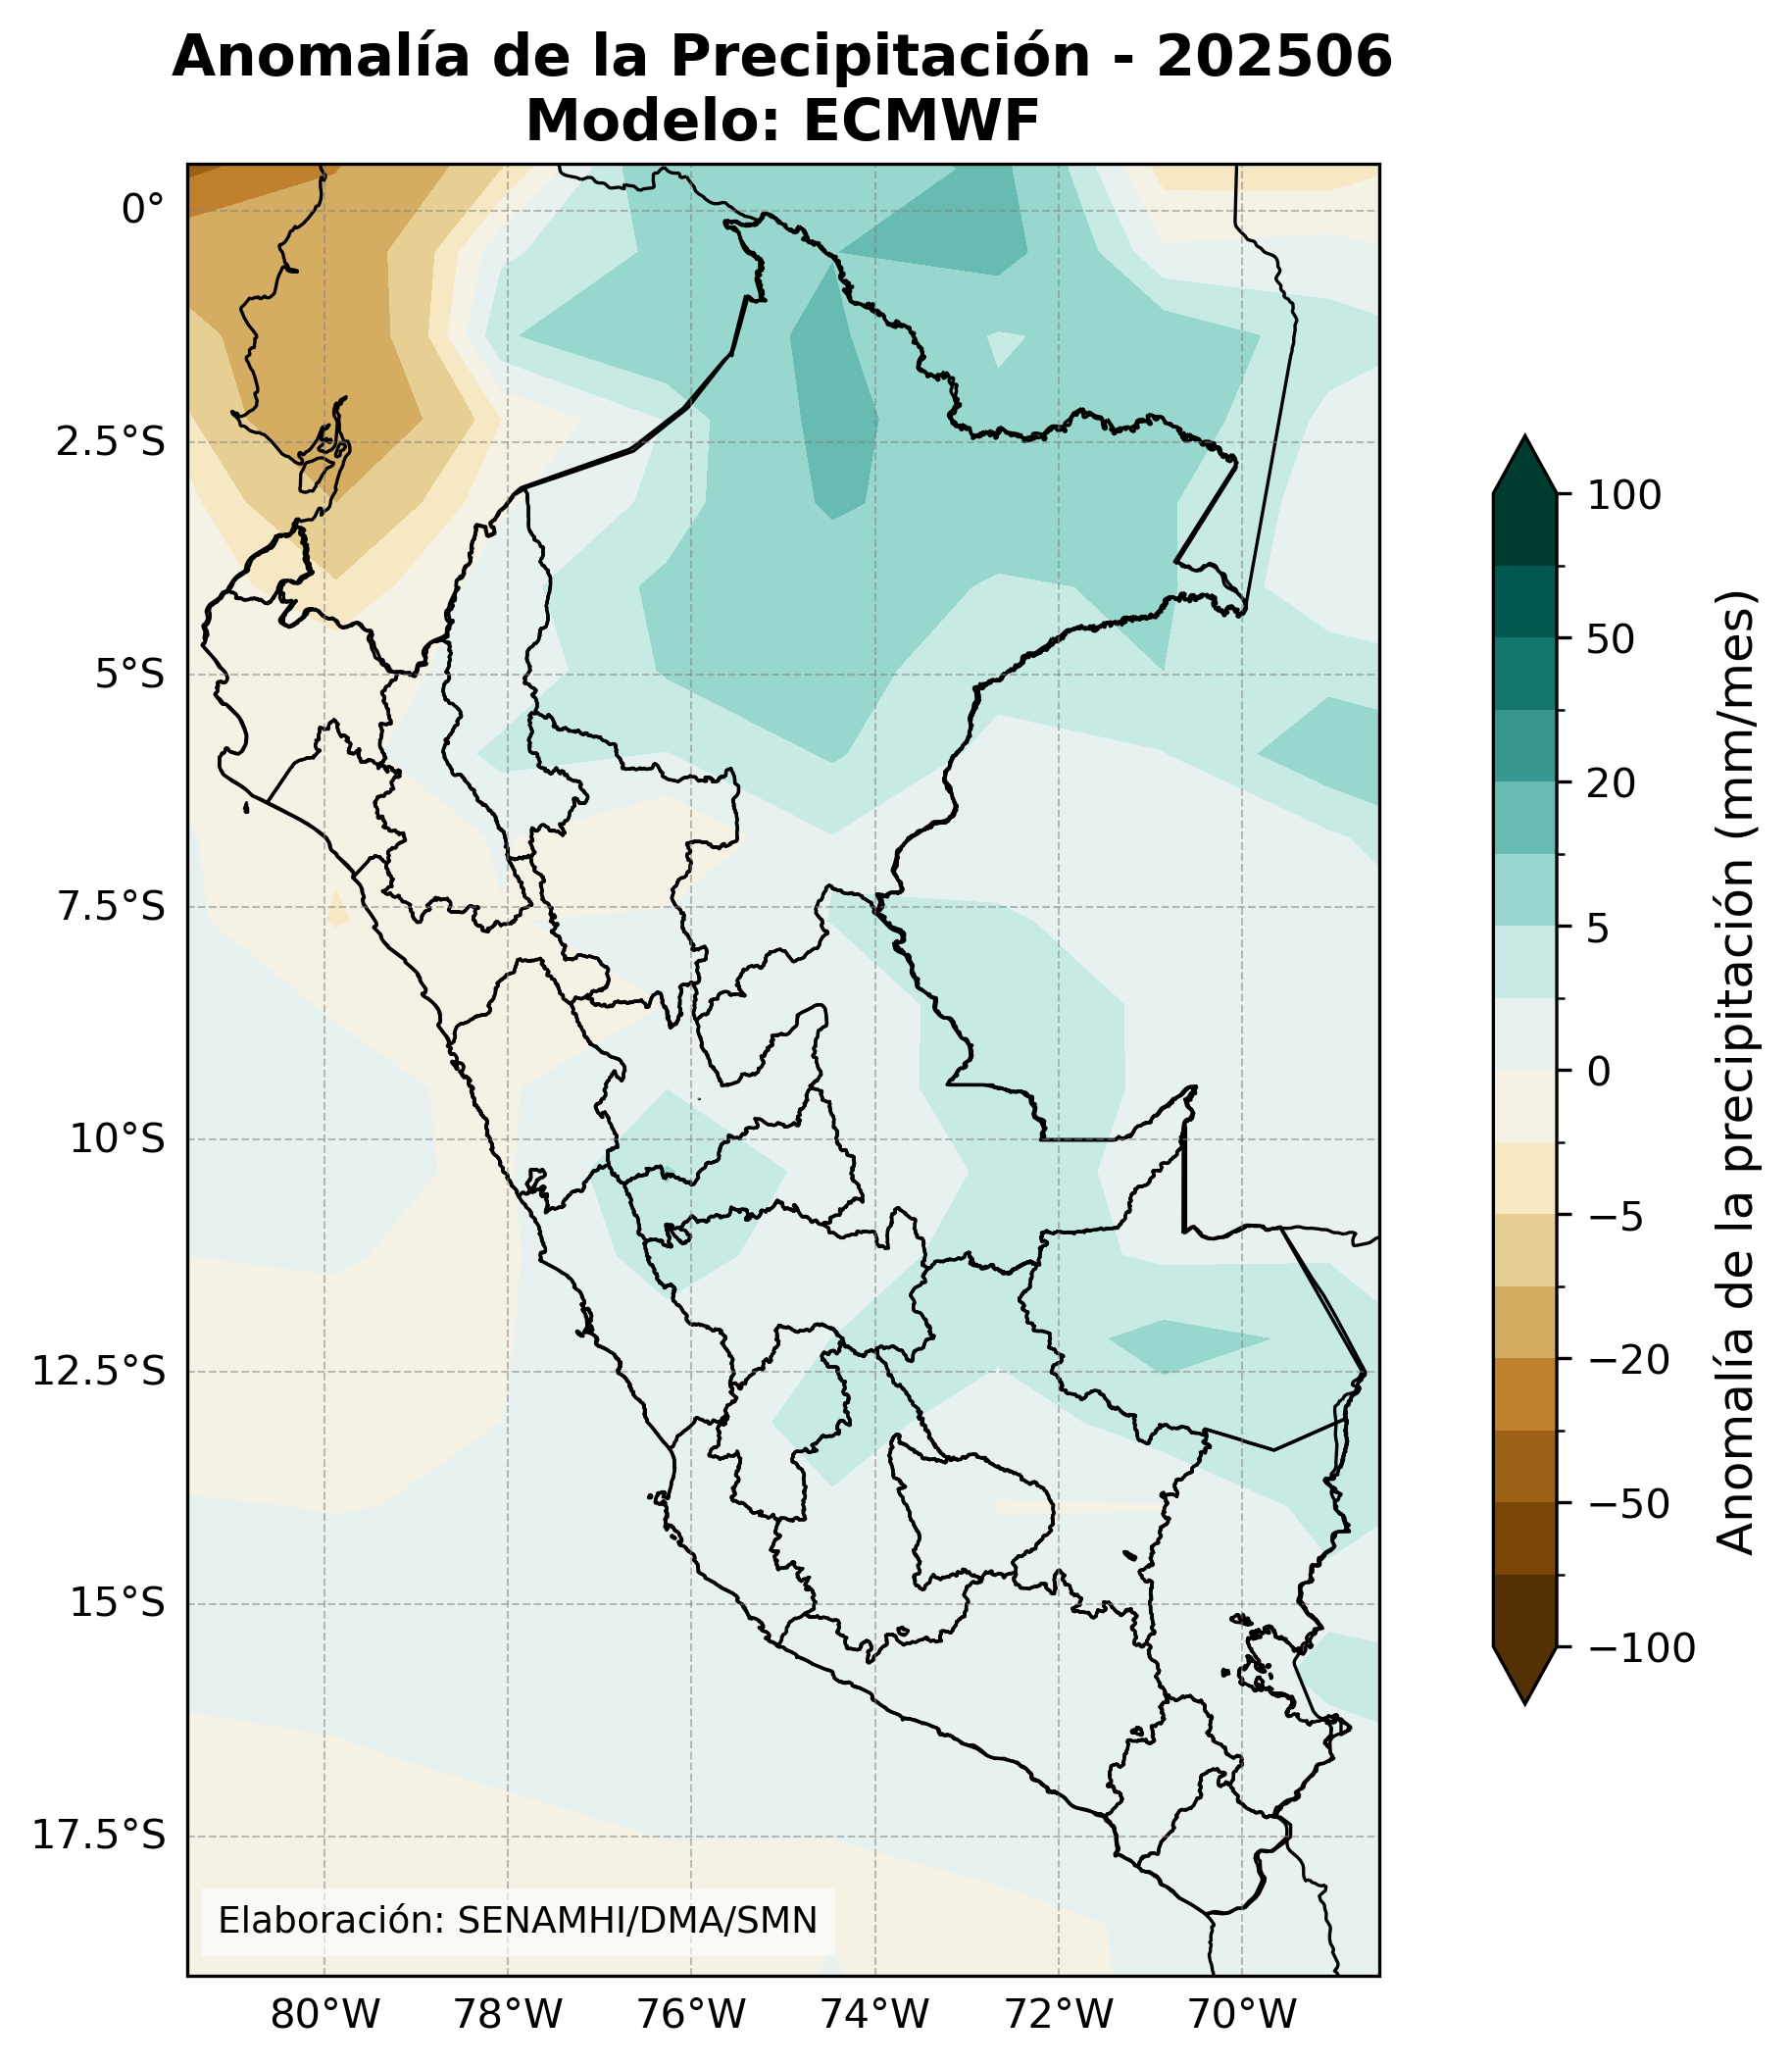 Anomalía de la Precipitación - 202506
Modelo: ECMWF
0°
2.5°S
5°S
7.5°S
10°S
12.5°S
15°S
17.5°S
80°W 78°W 76°W 74°W 72°W 70°W
Elaboración: SENAMHI/DMA/SMN
100
50
20
5
0
−5
−20
−50
−100
Anomalía de la precipitación (mm/mes)